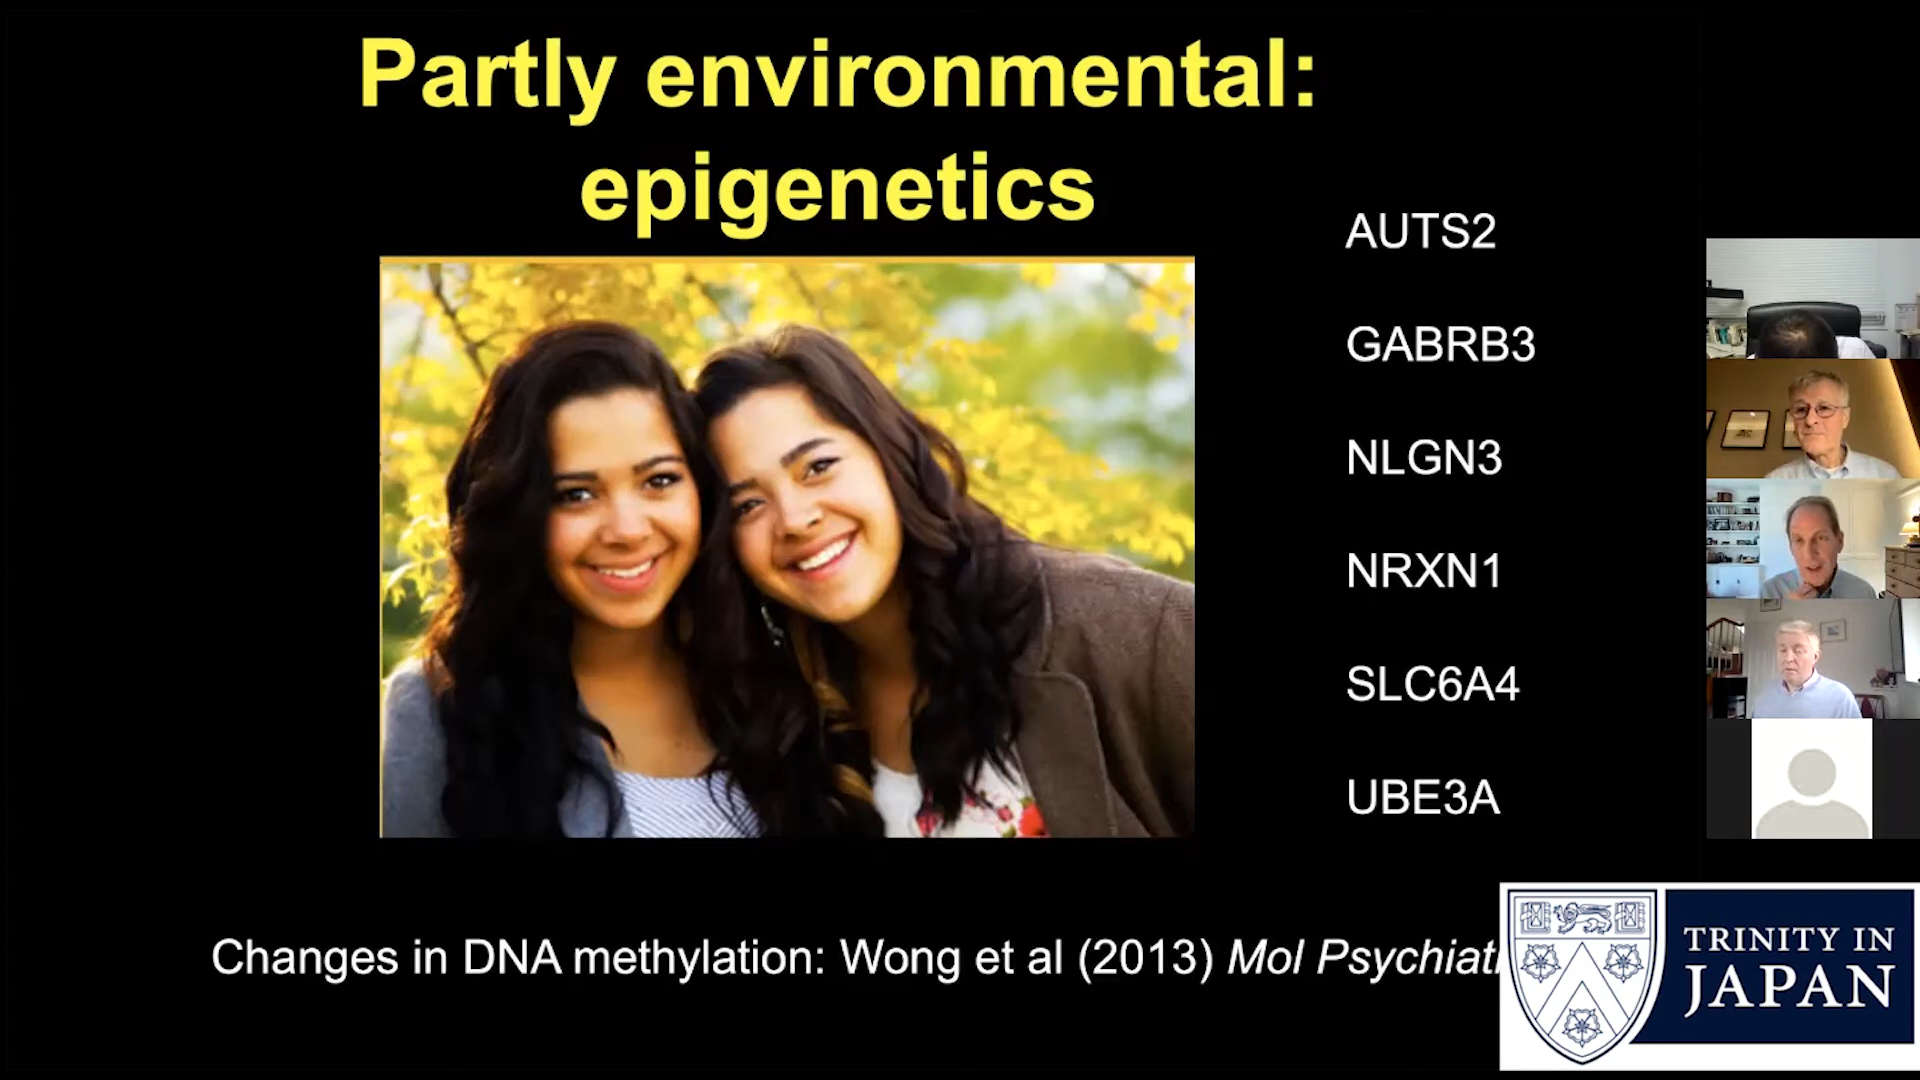 Partly environmental:
epigenetics
AUTS2
GABRB3
NLGN3
NRXN1
SLC6A4
UBE3A
Changes in DNA methylation: Wong et al (2013) Mol
TRINITY IN
JAPAN